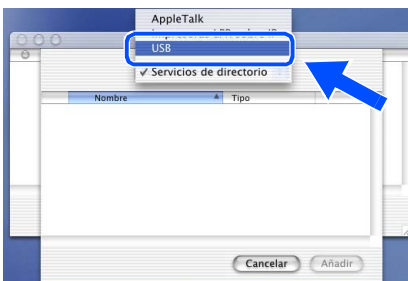 AppleTalk
USB
✓ Servicios de directorio
Nombre
Tipo
Cancelar
Añadir